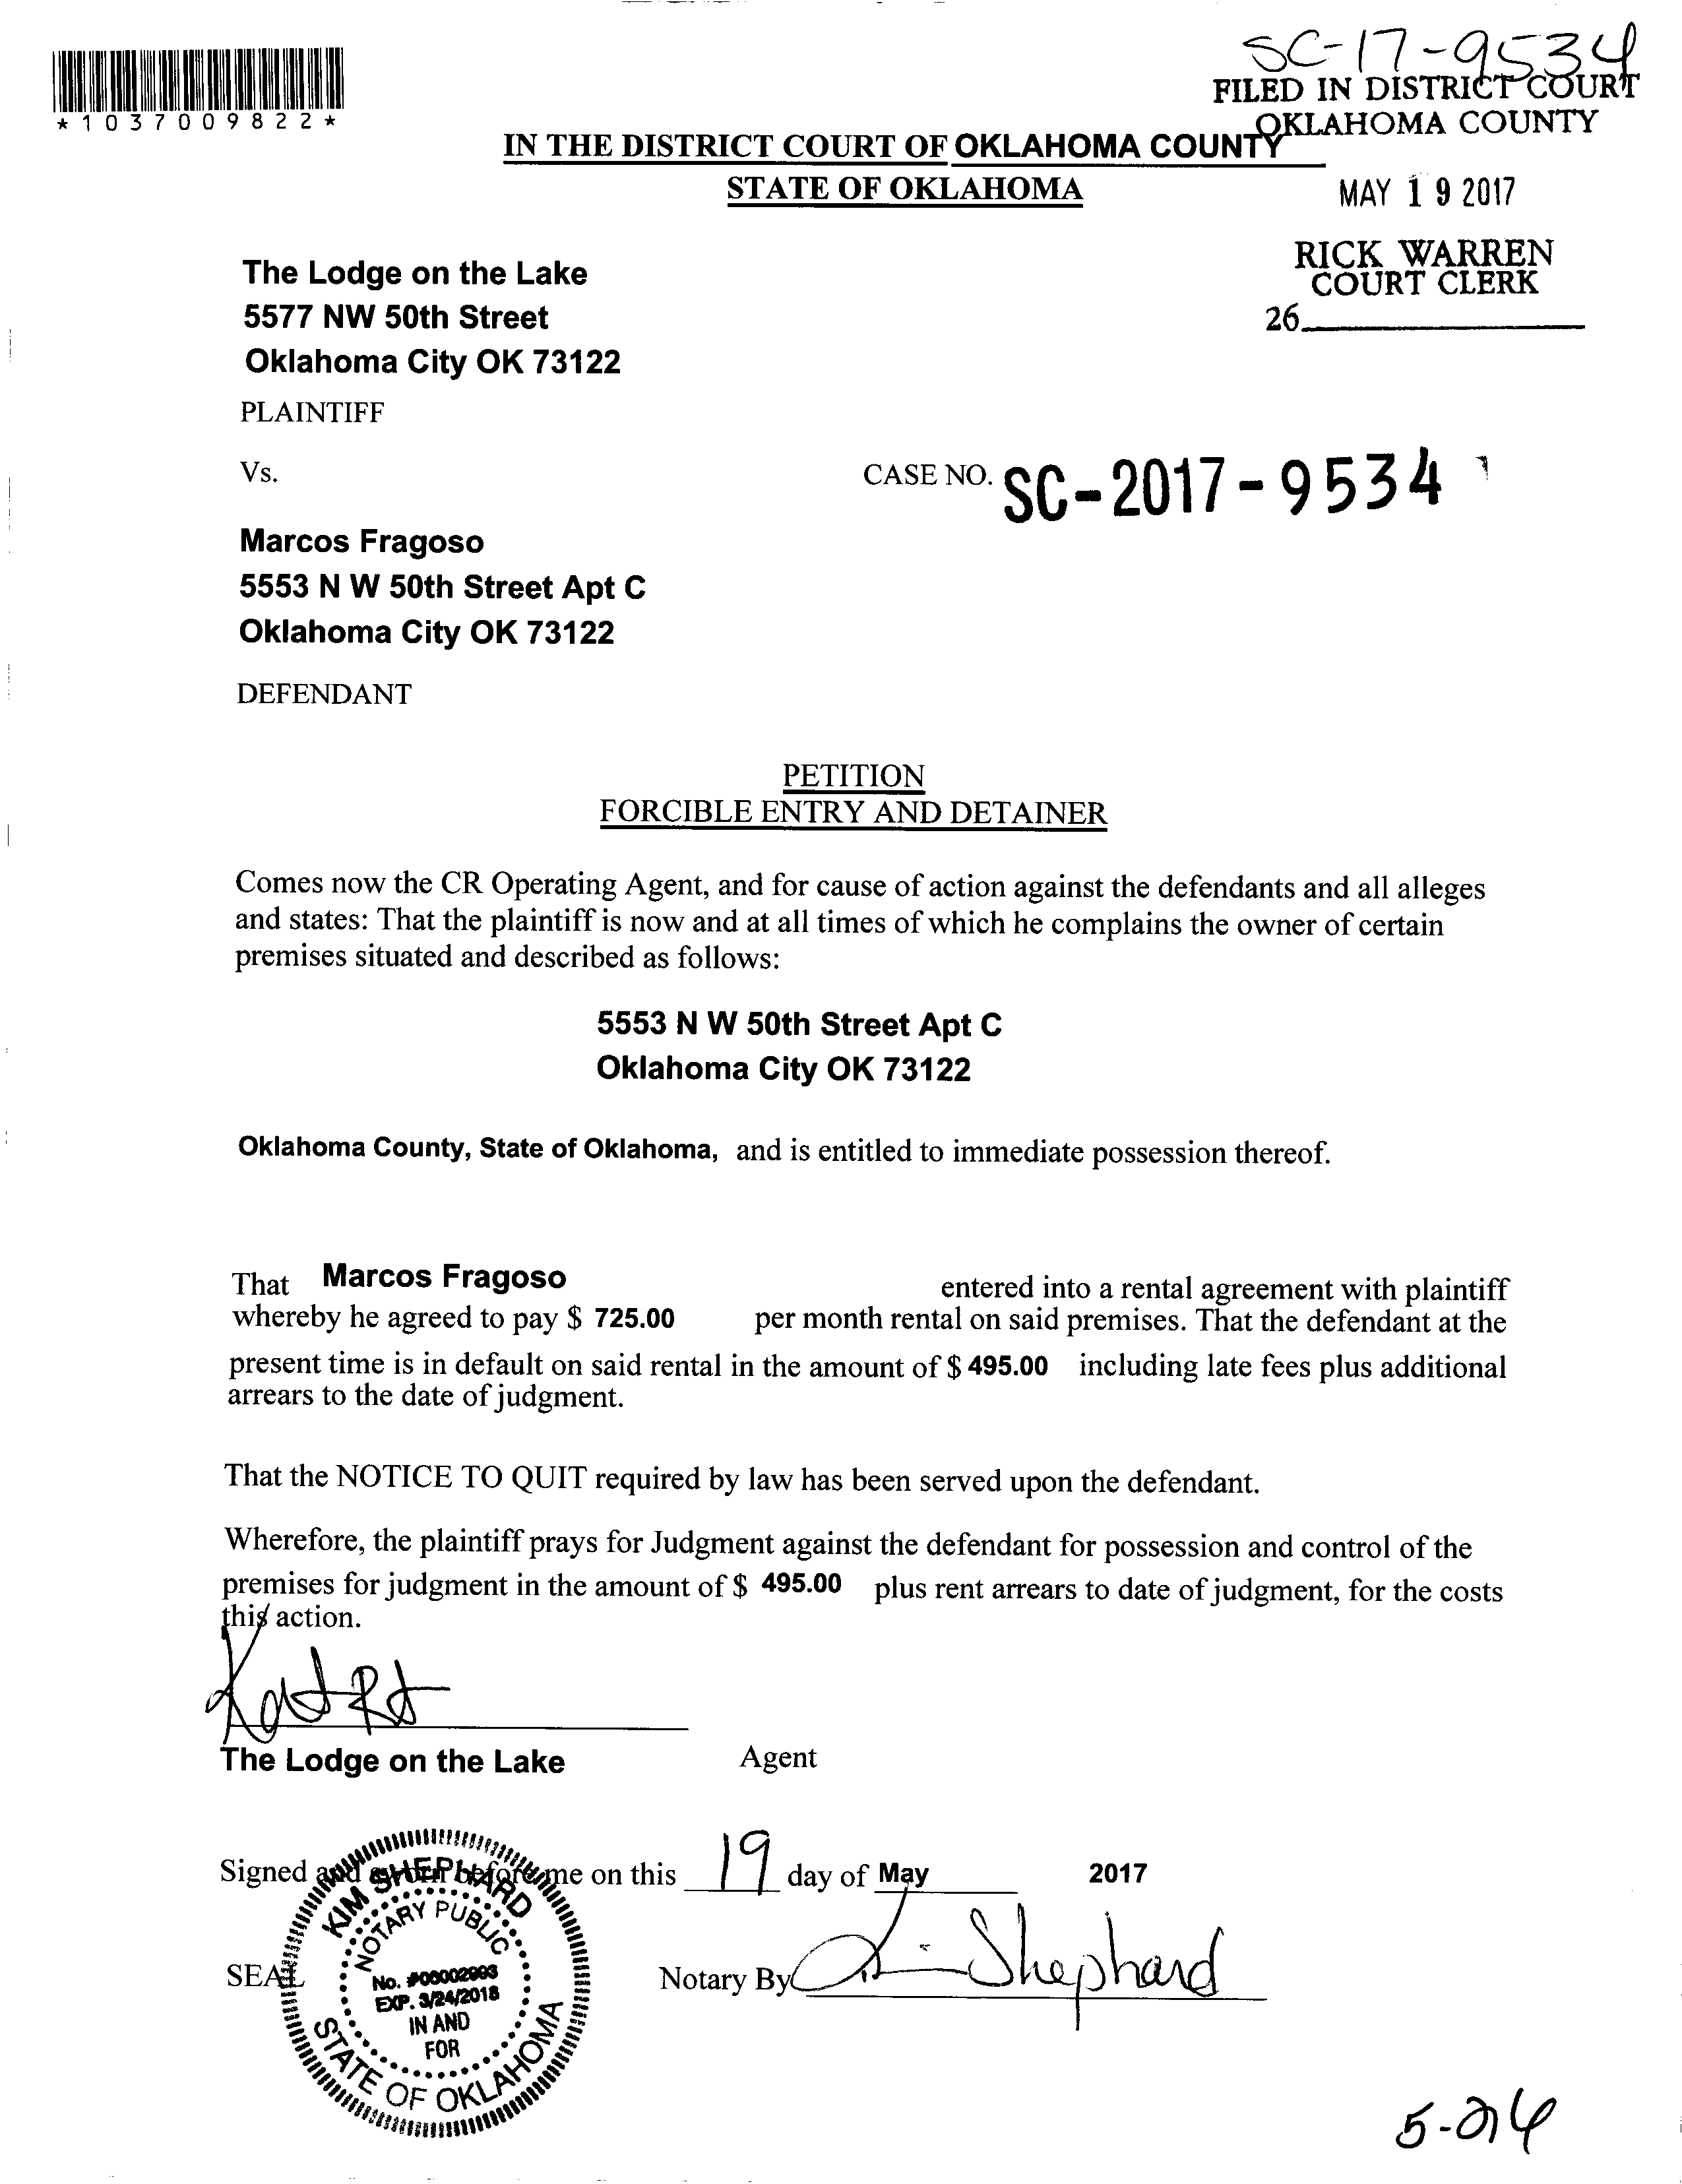 SC-17-9534
FILED IN DISTRICT COURT
OKLAHOMA COUNTY
*1037009822*
IN THE DISTRICT COURT OF OKLAHOMA COUNTY
STATE OF OKLAHOMA
MAY 19 2017
RICK WARREN
COURT CLERK
26
The Lodge on the Lake
5577 NW 50th Street
Oklahoma City OK 73122
PLAINTIFF
Vs.
CASE NO. SC-2017-9534
Marcos Fragoso
5553 N W 50th Street Apt C
Oklahoma City OK 73122
DEFENDANT
PETITION
FORCIBLE ENTRY AND DETAINER
Comes now the CR Operating Agent, and for cause of action against the defendants and all alleges
and states: That the plaintiff is now and at all times of which he complains the owner of certain
premises situated and described as follows:
5553 N W 50th Street Apt C
Oklahoma City OK 73122
Oklahoma County, State of Oklahoma, and is entitled to immediate possession thereof.
That Marcos Fragoso entered into a rental agreement with plaintiff
whereby he agreed to pay $ 725.00 per month rental on said premises. That the defendant at the
present time is in default on said rental in the amount of $ 495.00 including late fees plus additional
arrears to the date of judgment.
That the NOTICE TO QUIT required by law has been served upon the defendant.
Wherefore, the plaintiff prays for Judgment against the defendant for possession and control of the
premises for judgment in the amount of $ 495.00 plus rent arrears to date of judgment, for the costs
this action.
The Lodge on the Lake Agent
Signed and sworn before me on this 19 day of May 2017
SEAL
KIM SHEPHARD
NOTARY PUBLIC
No. #06002993
EXP. 3/24/2018
IN AND
FOR
STATE OF OKLAHOMA
Notary By Shephard
5-24